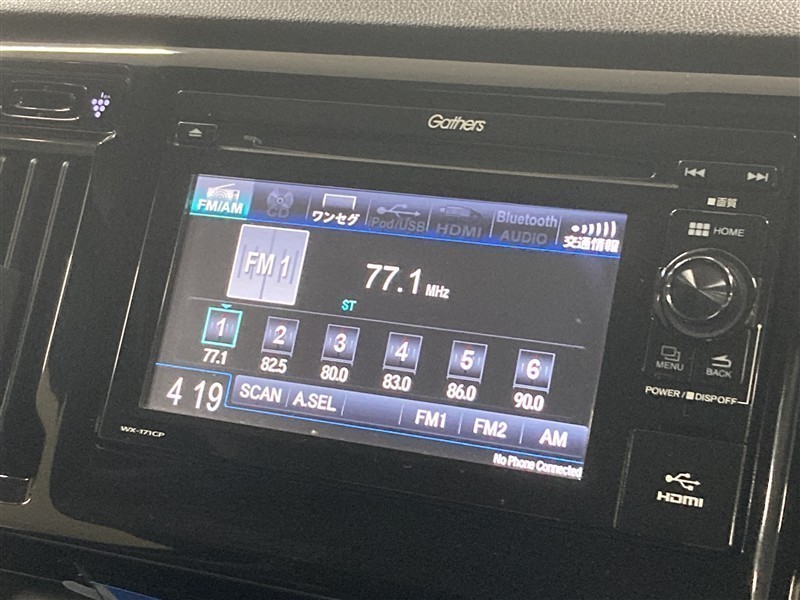 Gathers
画質
HOME
FM/AM
CD
ワンセグ
Pod/USB
HDMI
Bluetooth
AUDIO
交通情報
FM 1
77.1 MHz
ST
1 2 3 4 5 6
77.1 82.5 80.0 83.0 86.0 90.0
4 19 SCAN A.SEL FM1 FM2 AM
No Phone Connected
MENU BACK
POWER/ DISPOFF
WX-171CP
HDMI